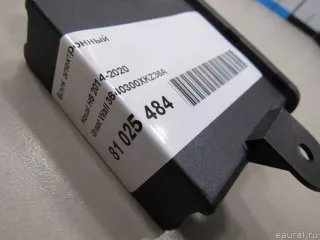 Блок электронный
Haval H6 2014-2020
Great Wall 3640300XKZ36A
81 025 484
eaural.ru